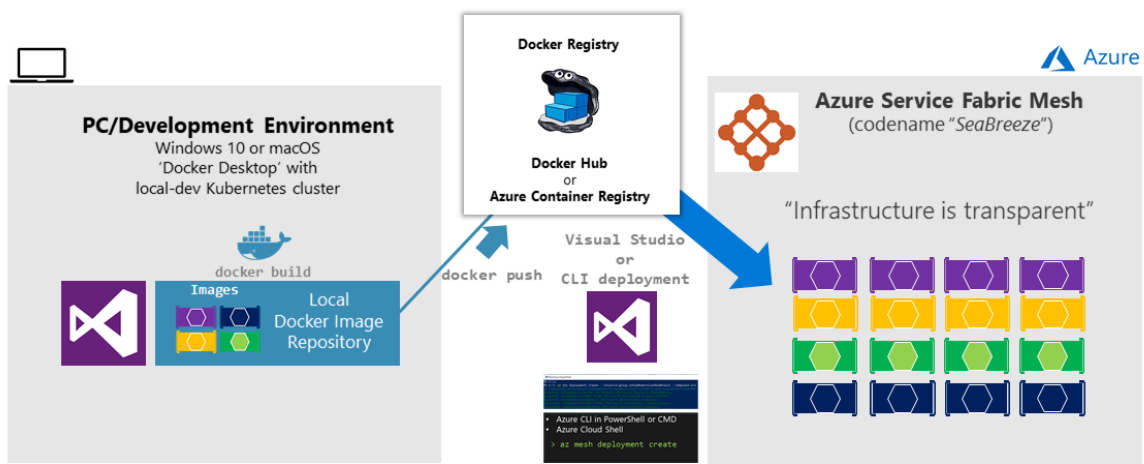 PC/Development Environment
Windows 10 or macOS
'Docker Desktop' with
local-dev Kubernetes cluster
docker build
Images
Local
Docker Image
Repository
Docker Registry
Docker Hub
or
Azure Container Registry
docker push
Visual Studio
or
CLI deployment
• Azure CLI in PowerShell or CMD
• Azure Cloud Shell
> az mesh deployment create
Azure
Azure Service Fabric Mesh
(codename "SeaBreeze")
"Infrastructure is transparent"